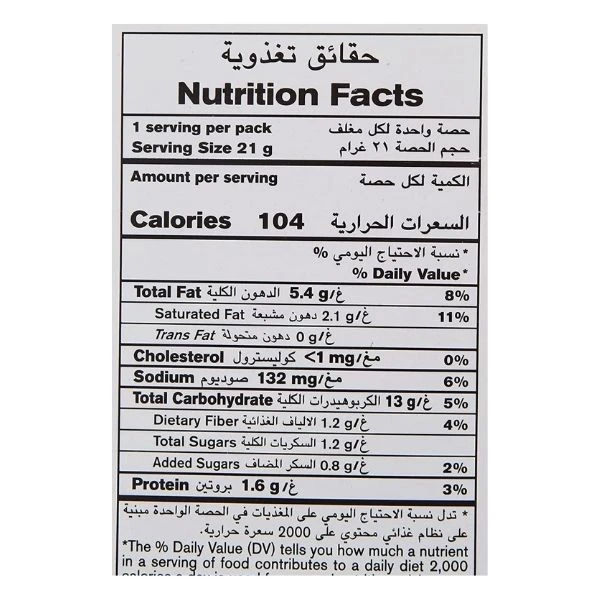 حقائق تغذوية
Nutrition Facts
1 serving per pack حصة واحدة لكل مغلف
Serving Size 21 g حجم الحصة ٢١ غرام
Amount per serving الكمية لكل حصة
Calories 104 السعرات الحرارية
* نسبة الاحتياج اليومي %
% Daily Value*
Total Fat الدهون الكلية 5.4 g/غ 8%
Saturated Fat دهون مشبعة 2.1 g/غ 11%
Trans Fat دهون متحولة 0 g/غ
Cholesterol كوليسترول <1 mg/مغ 0%
Sodium صوديوم 132 mg/مغ 6%
Total Carbohydrate الكربوهيدرات الكلية 13 g/غ 5%
Dietary Fiber الالياف الغذائية 1.2 g/غ 4%
Total Sugars السكريات الكلية 1.2 g/غ
Added Sugars السكر المضاف 0.8 g/غ 2%
Protein بروتين 1.6 g/غ 3%
* تدل نسبة الاحتياج اليومي على المغذيات في الحصة الواحدة مبنية
على نظام غذائي محتوي على 2000 سعرة حرارية.
*The % Daily Value (DV) tells you how much a nutrient
in a serving of food contributes to a daily diet 2,000